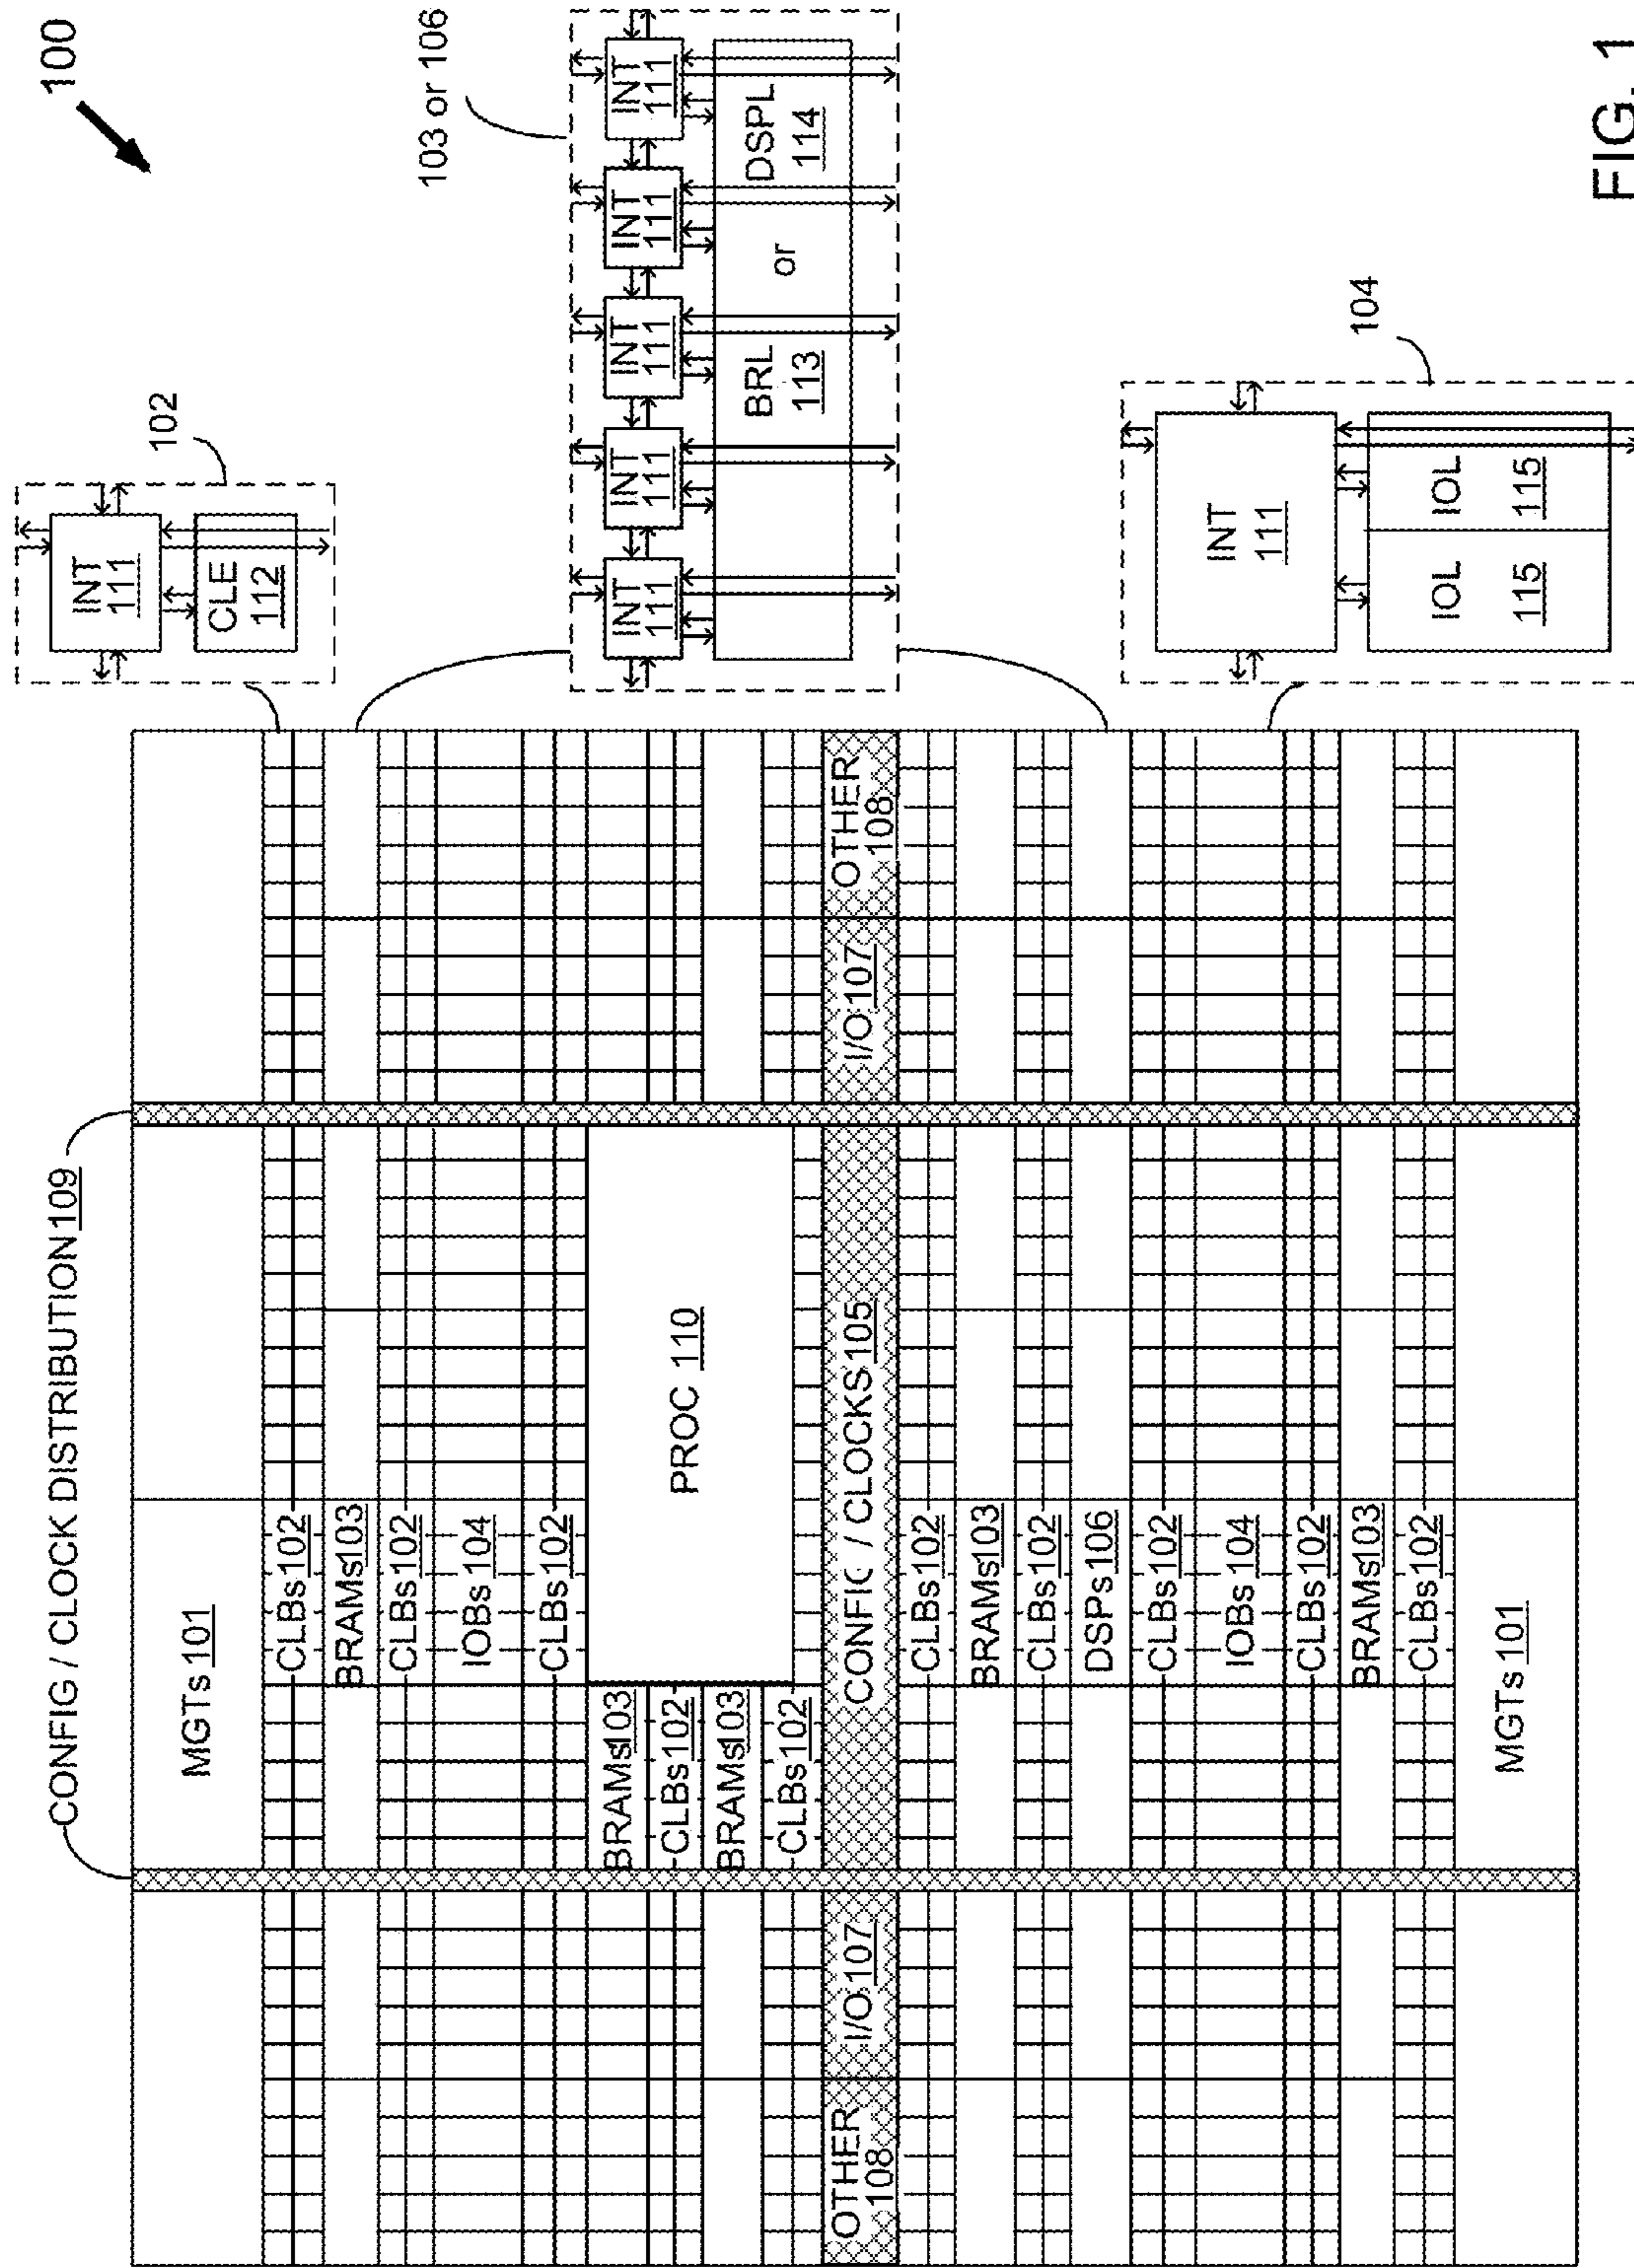 100
CONFIG / CLOCK DISTRIBUTION 109
MGTs 101
CLBs 102
BRAMs 103
CLBs 102
IOBs 104
CLBs 102
BRAMs 103
CLBs 102
BRAMs 103
CLBs 102
PROC 110
OTHER
108
I/O 107
CONFIG / CLOCKS 105
I/O 107
OTHER
108
CLBs 102
BRAMs 103
CLBs 102
DSPs 106
CLBs 102
IOBs 104
CLBs 102
BRAMs 103
CLBs 102
MGTs 101
102
INT
111
CLE
112
103 or 106
INT
111
INT
111
INT
111
INT
111
INT
111
BRL
113
or
DSPL
114
104
INT
111
IOL
115
IOL
115
FIG. 1